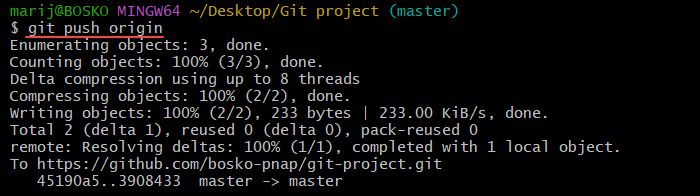 marij@BOSKO MINGW64 ~/Desktop/Git project (master)
$ git push origin
Enumerating objects: 3, done.
Counting objects: 100% (3/3), done.
Delta compression using up to 8 threads
Compressing objects: 100% (2/2), done.
Writing objects: 100% (2/2), 233 bytes | 233.00 KiB/s, done.
Total 2 (delta 1), reused 0 (delta 0), pack-reused 0
remote: Resolving deltas: 100% (1/1), completed with 1 local object.
To https://github.com/bosko-pnap/git-project.git
   45190a5..3908433  master -> master